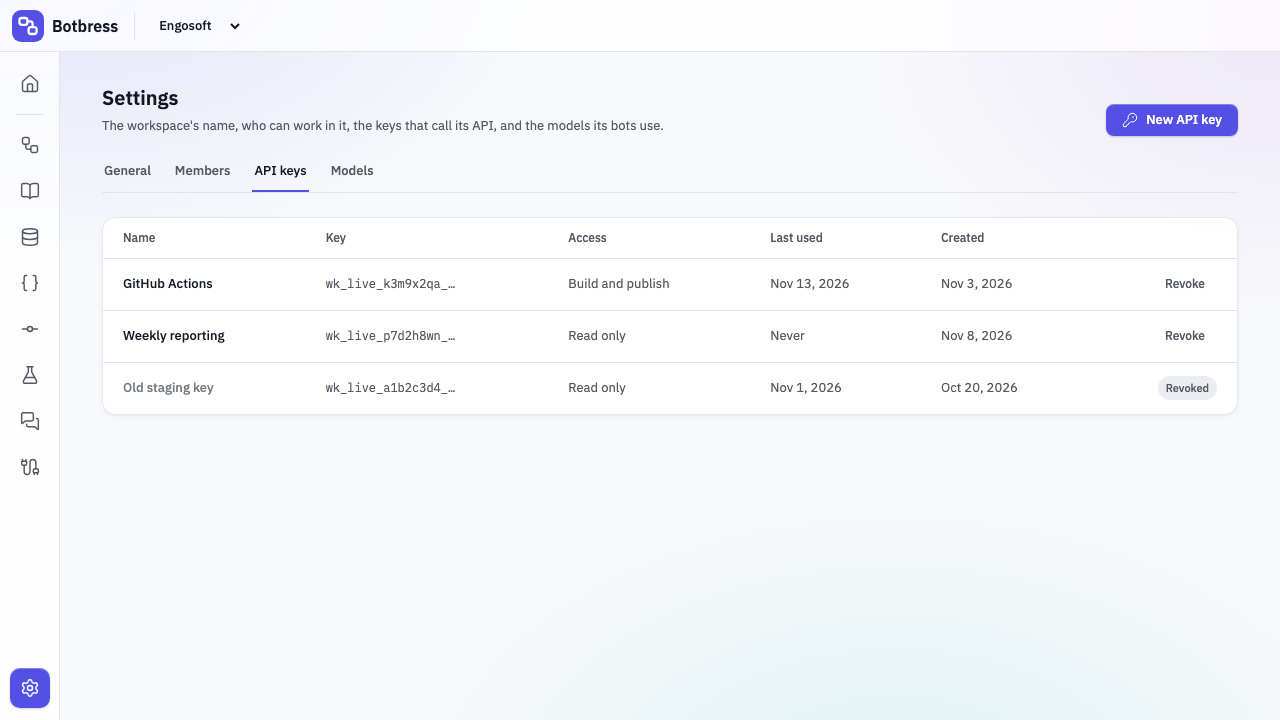 Botbress
Engosoft
Settings
The workspace's name, who can work in it, the keys that call its API, and the models its bots use.
New API key
General Members API keys Models
Name Key Access Last used Created
GitHub Actions wk_live_k3m9x2qa_… Build and publish Nov 13, 2026 Nov 3, 2026 Revoke
Weekly reporting wk_live_p7d2h8wn_… Read only Never Nov 8, 2026 Revoke
Old staging key wk_live_a1b2c3d4_… Read only Nov 1, 2026 Oct 20, 2026 Revoked